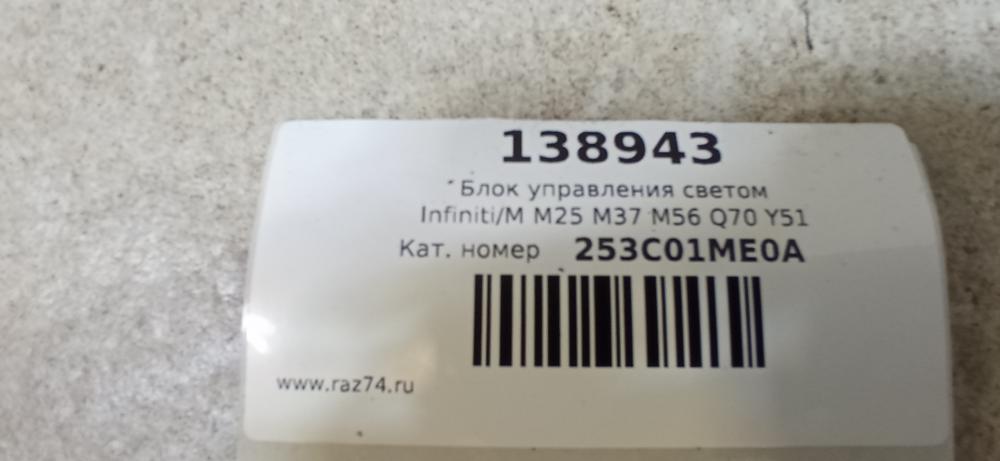 138943
Блок управления светом
Infiniti/M M25 M37 M56 Q70 Y51
Кат. номер 253C01ME0A
www.raz74.ru